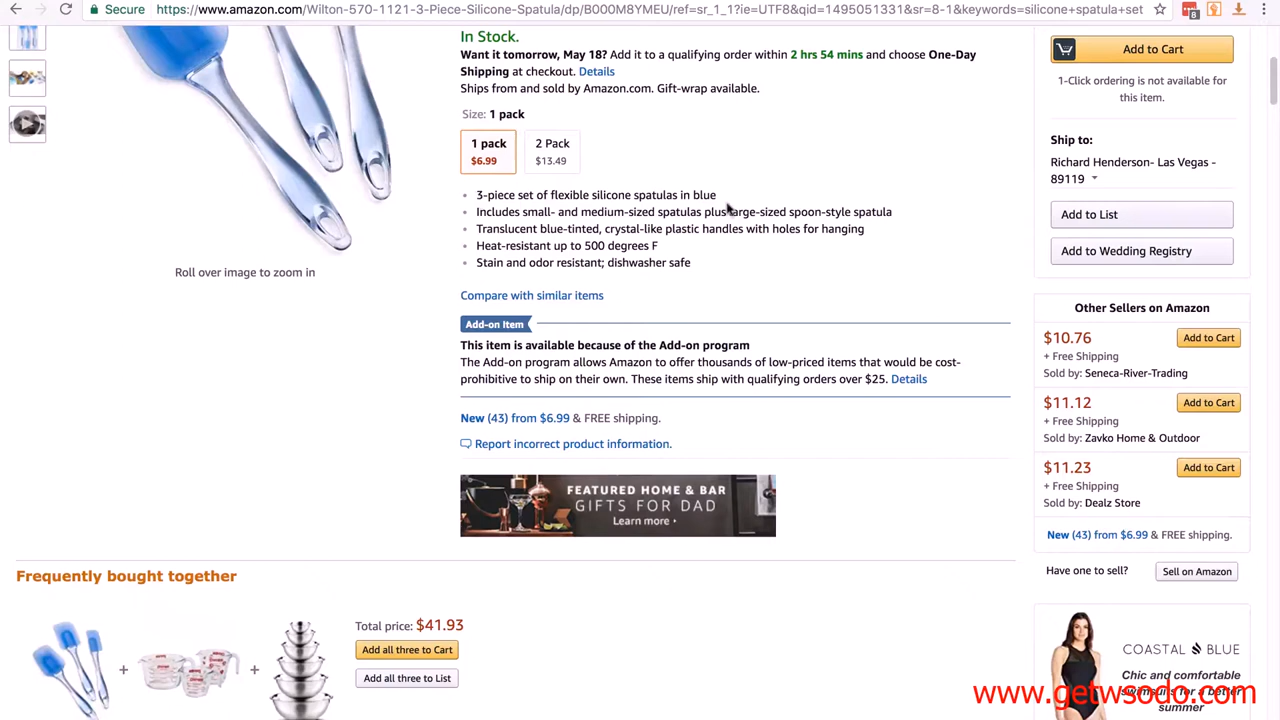 Secure
https://www.amazon.com/Wilton-570-1121-3-Piece-Silicone-Spatula/dp/B000M8YMEU/ref=sr_1_1?ie=UTF8&qid=1495051331&sr=8-1&keywords=silicone+spatula+set
8
In Stock.
Want it tomorrow, May 18? Add it to a qualifying order within 2 hrs 54 mins and choose One-Day
Shipping at checkout. Details
Ships from and sold by Amazon.com. Gift-wrap available.
Size: 1 pack
1 pack
$6.99
2 Pack
$13.49
3-piece set of flexible silicone spatulas in blue
Includes small- and medium-sized spatulas plus large-sized spoon-style spatula
Translucent blue-tinted, crystal-like plastic handles with holes for hanging
Heat-resistant up to 500 degrees F
Stain and odor resistant; dishwasher safe
Roll over image to zoom in
Compare with similar items
Add-on Item
This item is available because of the Add-on program
The Add-on program allows Amazon to offer thousands of low-priced items that would be cost-
prohibitive to ship on their own. These items ship with qualifying orders over $25. Details
New (43) from $6.99 & FREE shipping.
Report incorrect product information.
FEATURED HOME & BAR
GIFTS FOR DAD
Learn more
Add to Cart
1-Click ordering is not available for
this item.
Ship to:
Richard Henderson- Las Vegas -
89119
Add to List
Add to Wedding Registry
Other Sellers on Amazon
$10.76
Add to Cart
+ Free Shipping
Sold by: Seneca-River-Trading
$11.12
Add to Cart
+ Free Shipping
Sold by: Zavko Home & Outdoor
$11.23
Add to Cart
+ Free Shipping
Sold by: Dealz Store
New (43) from $6.99 & FREE shipping.
Have one to sell?
Sell on Amazon
Frequently bought together
Total price: $41.93
Add all three to Cart
Add all three to List
COASTAL BLUE
Chic and comfortable
swimsuits for a better
summer
www.getwsodo.com